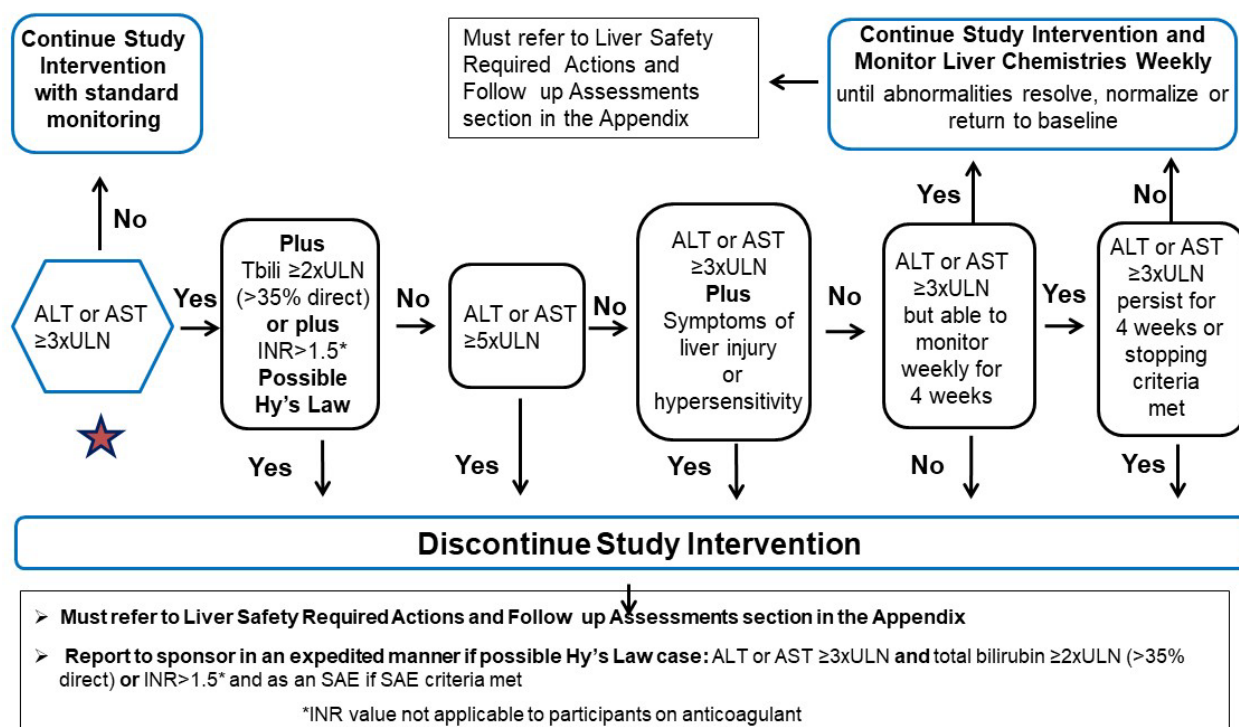 Continue Study
Intervention
with standard
monitoring
Must refer to Liver Safety
Required Actions and
Follow up Assessments
section in the Appendix
Continue Study Intervention and
Monitor Liver Chemistries Weekly
until abnormalities resolve, normalize or
return to baseline
No
Yes
No
ALT or AST
≥3xULN
Yes
Plus
Tbili ≥2xULN
(>35% direct)
or plus
INR>1.5*
Possible
Hy's Law
No
ALT or AST
≥5xULN
No
ALT or AST
≥3xULN
Plus
Symptoms of
liver injury
or
hypersensitivity
No
ALT or AST
≥3xULN
but able to
monitor
weekly for
4 weeks
Yes
ALT or AST
≥3xULN
persist for
4 weeks or
stopping
criteria
met
Yes
Yes
Yes
No
Yes
Discontinue Study Intervention
➢ Must refer to Liver Safety Required Actions and Follow up Assessments section in the Appendix
➢ Report to sponsor in an expedited manner if possible Hy's Law case: ALT or AST ≥3xULN and total bilirubin ≥2xULN (>35%
direct) or INR>1.5* and as an SAE if SAE criteria met
*INR value not applicable to participants on anticoagulant